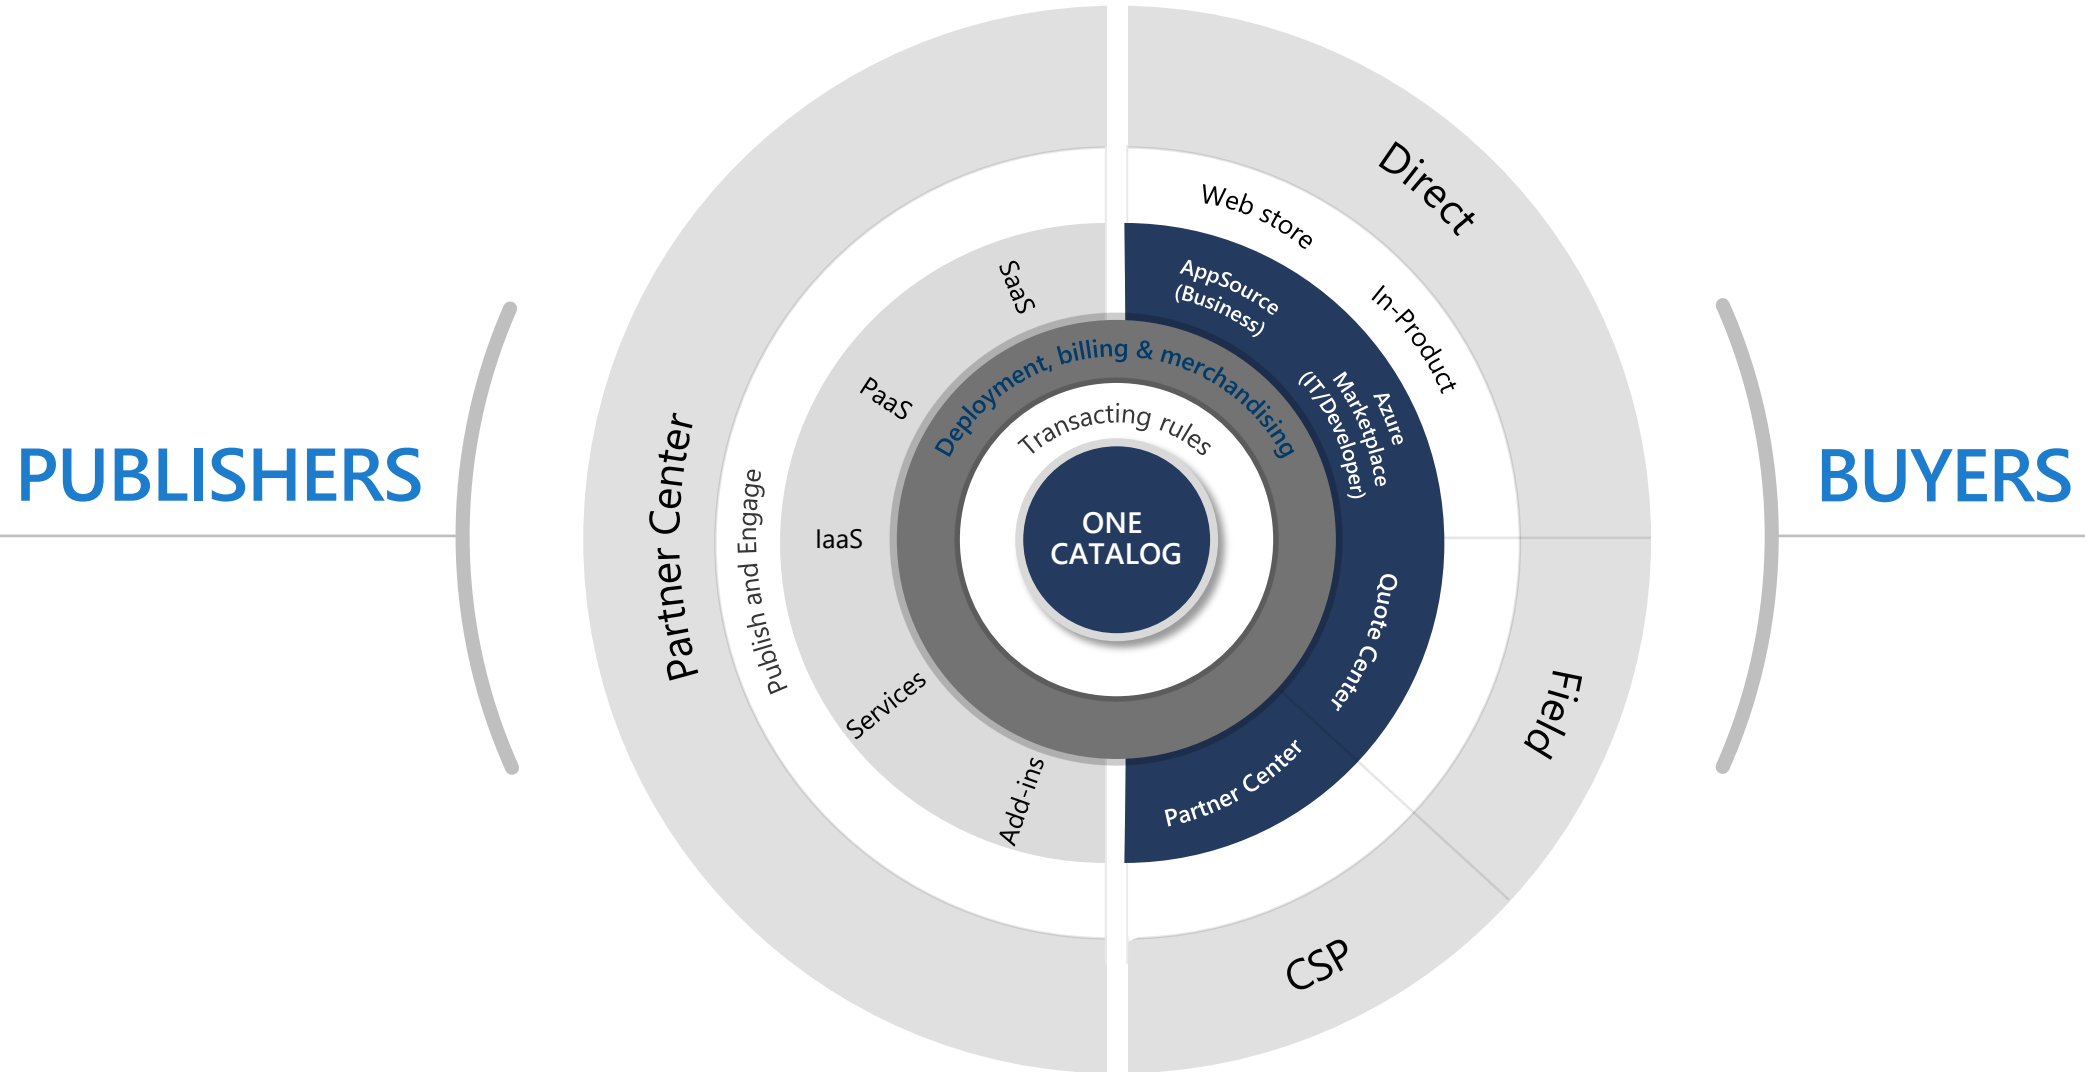 PUBLISHERS
Partner Center
Publish and Engage
SaaS
PaaS
IaaS
Services
Add-ins
Deployment, billing & merchandising
Transacting rules
ONE
CATALOG
Direct
Web store
In-Product
AppSource
(Business)
Azure
Marketplace
(IT/Developer)
Quote Center
Partner Center
Field
CSP
BUYERS